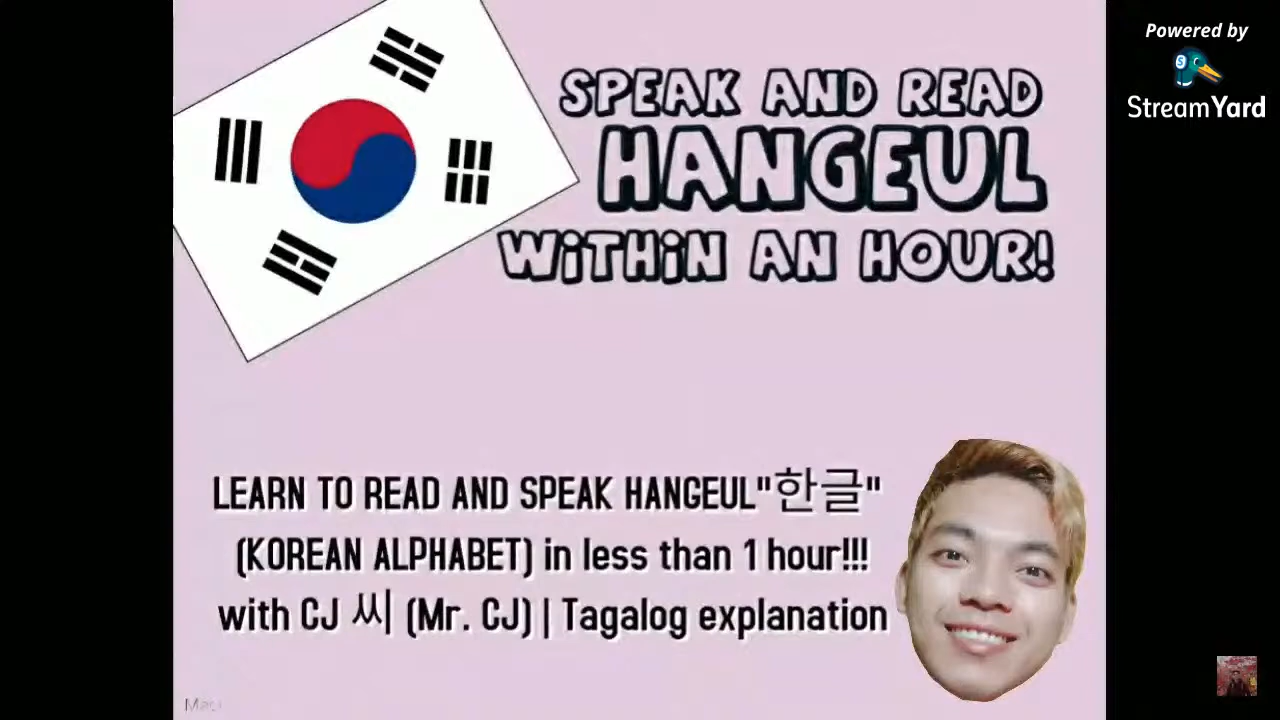 Powered by
StreamYard
SPEAK AND READ
HANGEUL
WiTHiN AN HOUR!
LEARN TO READ AND SPEAK HANGEUL"한글"
(KOREAN ALPHABET) in less than 1 hour!!!
with CJ 씨 (Mr. CJ) | Tagalog explanation